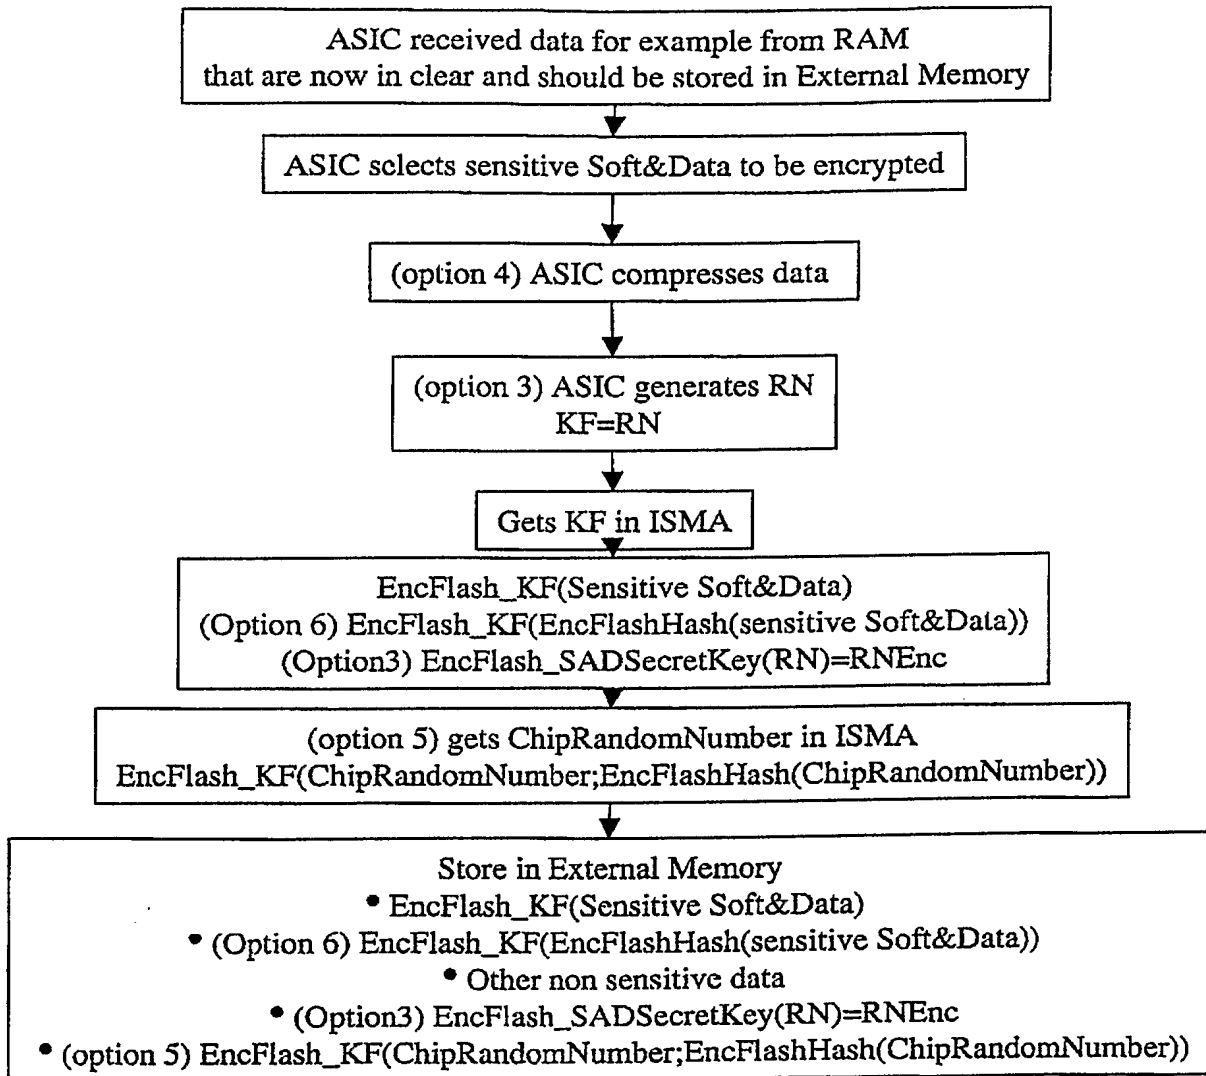 ASIC received data for example from RAM
that are now in clear and should be stored in External Memory
ASIC sclects sensitive Soft&Data to be encrypted
(option 4) ASIC compresses data
(option 3) ASIC generates RN
KF=RN
Gets KF in ISMA
EncFlash_KF(Sensitive Soft&Data)
(Option 6) EncFlash_KF(EncFlashHash(sensitive Soft&Data))
(Option3) EncFlash_SADSecretKey(RN)=RNEnc
(option 5) gets ChipRandomNumber in ISMA
EncFlash_KF(ChipRandomNumber;EncFlashHash(ChipRandomNumber))
Store in External Memory
• EncFlash_KF(Sensitive Soft&Data)
• (Option 6) EncFlash_KF(EncFlashHash(sensitive Soft&Data))
• Other non sensitive data
• (Option3) EncFlash_SADSecretKey(RN)=RNEnc
• (option 5) EncFlash_KF(ChipRandomNumber;EncFlashHash(ChipRandomNumber))